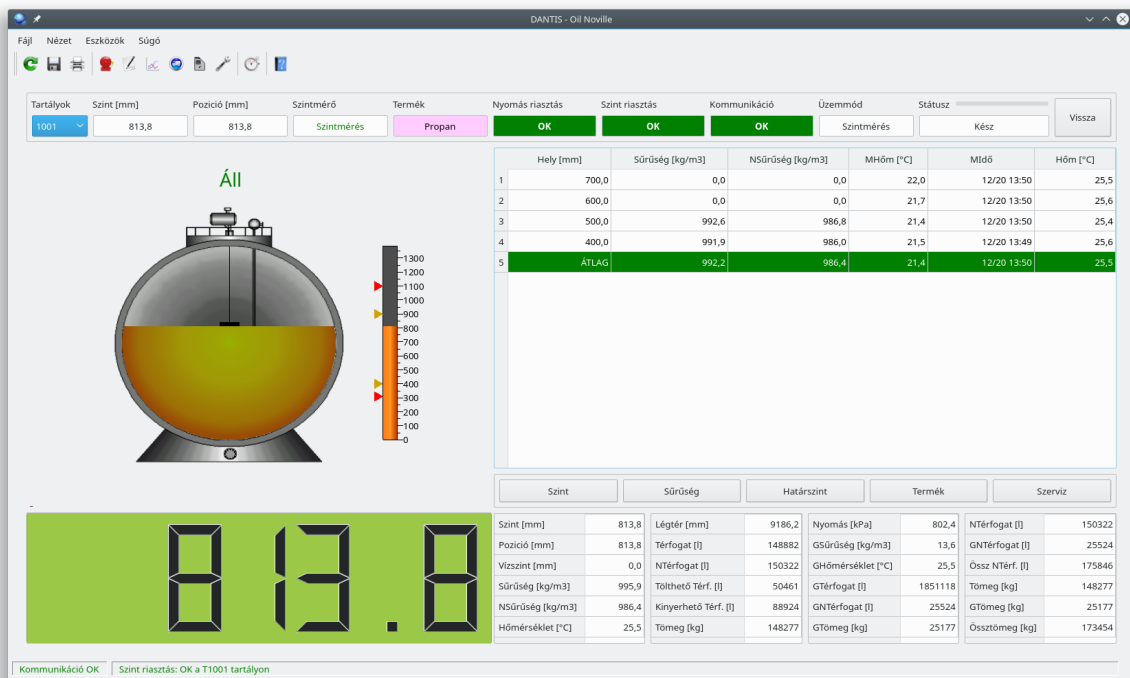 DANTIS - Oil Noville
Fájl Nézet Eszközök Súgó
Tartályok Szint [mm] Pozició [mm] Szintmérő Termék Nyomás riasztás Szint riasztás Kommunikáció Üzemmód Státusz
1001 813,8 813,8 Szintmérés Propan OK OK OK Szintmérés Kész Vissza
Áll
1300
1200
1100
1000
900
800
700
600
500
400
300
200
100
0
Hely [mm] Sűrűség [kg/m3] NSűrűség [kg/m3] MHőm [°C] MIdő Hőm [°C]
1 700,0 0,0 0,0 22,0 12/20 13:50 25,5
2 600,0 0,0 0,0 21,7 12/20 13:50 25,6
3 500,0 992,6 986,8 21,4 12/20 13:50 25,4
4 400,0 991,9 986,0 21,5 12/20 13:49 25,6
5 ÁTLAG 992,2 986,4 21,4 12/20 13:50 25,5
Szint Sűrűség Határszint Termék Szerviz
-
813.8
Szint [mm] 813,8 Légtér [mm] 9186,2 Nyomás [kPa] 802,4 NTérfogat [l] 150322
Pozició [mm] 813,8 Térfogat [l] 148882 GSűrűség [kg/m3] 13,6 GNTérfogat [l] 25524
Vízszint [mm] 0,0 NTérfogat [l] 150322 GHőmérséklet [°C] 25,5 Össz NTérf. [l] 175846
Sűrűség [kg/m3] 995,9 Tölthető Térf. [l] 50461 GTérfogat [l] 1851118 Tömeg [kg] 148277
NSűrűség [kg/m3] 986,4 Kinyerhető Térf. [l] 88924 GNTérfogat [l] 25524 GTömeg [kg] 25177
Hőmérséklet [°C] 25,5 Tömeg [kg] 148277 GTömeg [kg] 25177 Össztömeg [kg] 173454
Kommunikáció OK Szint riasztás: OK a T1001 tartályon